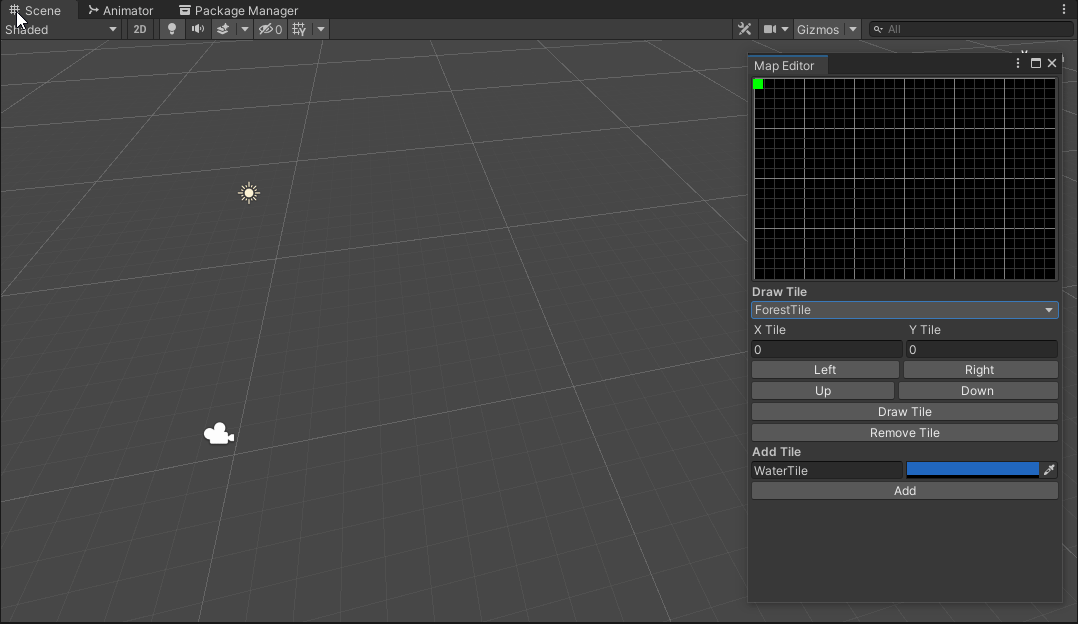 Scene Animator Package Manager
Shaded 2D 0 Gizmos All
Map Editor
Draw Tile
ForestTile
X Tile Y Tile
0 0
Left Right
Up Down
Draw Tile
Remove Tile
Add Tile
WaterTile
Add